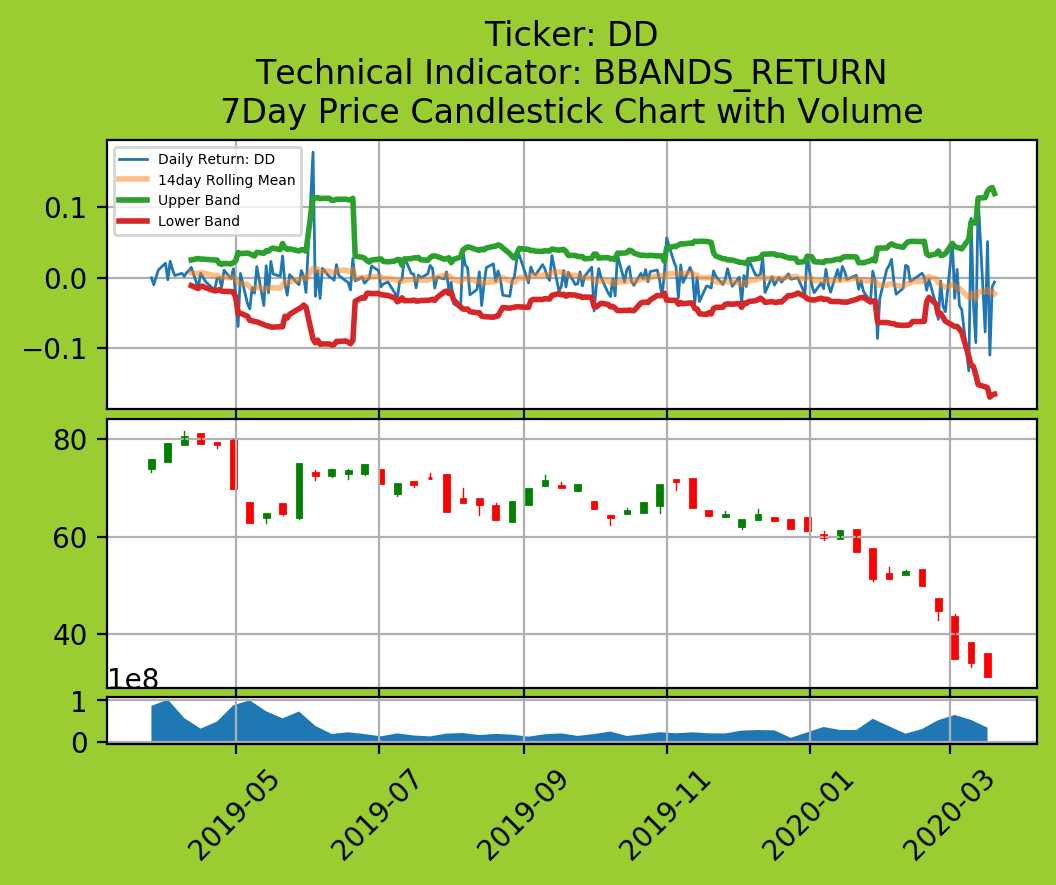 Ticker: DD
Technical Indicator: BBANDS_RETURN
7Day Price Candlestick Chart with Volume
Daily Return: DD
14day Rolling Mean
Upper Band
Lower Band
0.1
0.0
−0.1
80
60
40
1e8
1
0
2019-05
2019-07
2019-09
2019-11
2020-01
2020-03